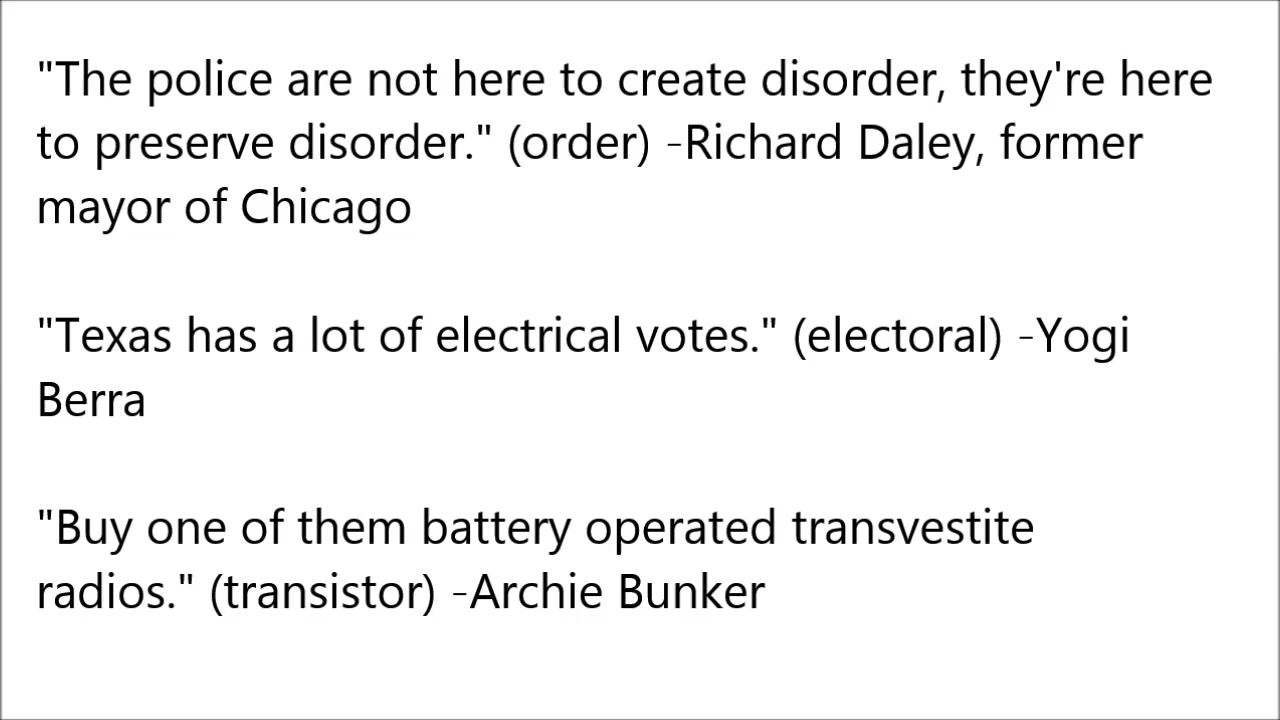 "The police are not here to create disorder, they're here
to preserve disorder." (order) -Richard Daley, former
mayor of Chicago
"Texas has a lot of electrical votes." (electoral) -Yogi
Berra
"Buy one of them battery operated transvestite
radios." (transistor) -Archie Bunker